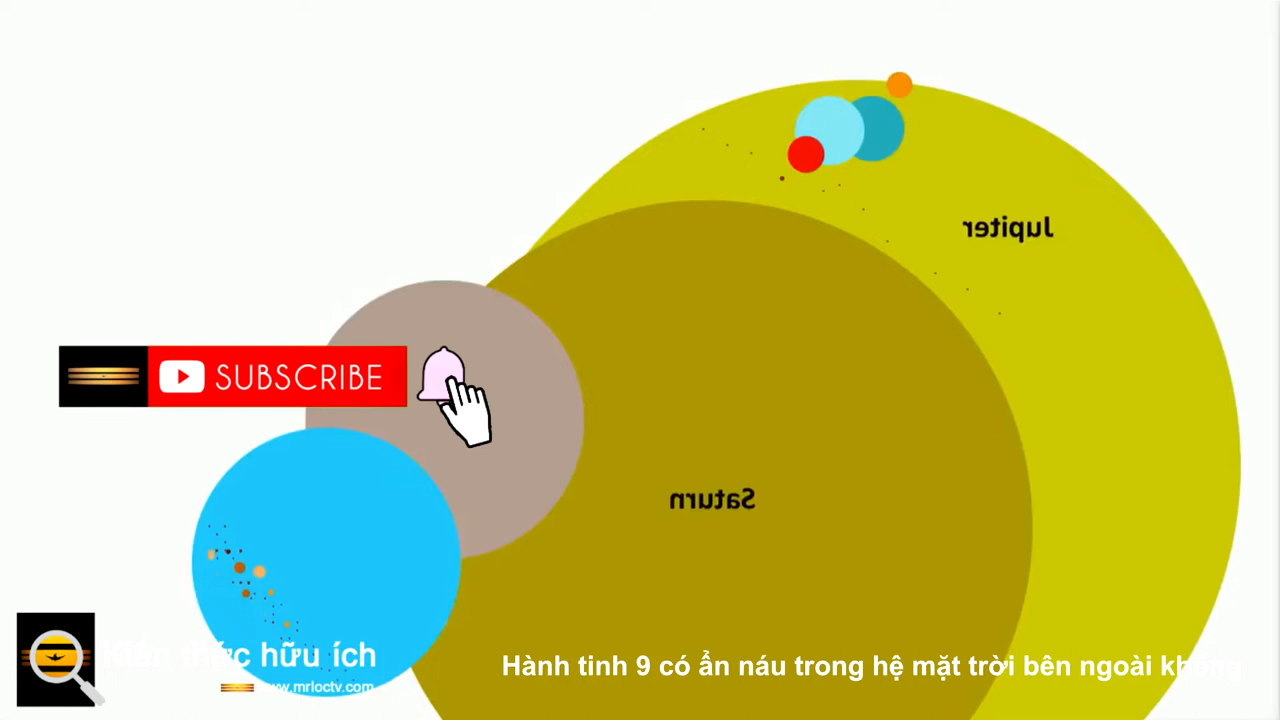 Jupiter
SUBSCRIBE
Saturn
Kiến thức hữu ích
www.mrloctv.com
Hành tinh 9 có ẩn náu trong hệ mặt trời bên ngoài không